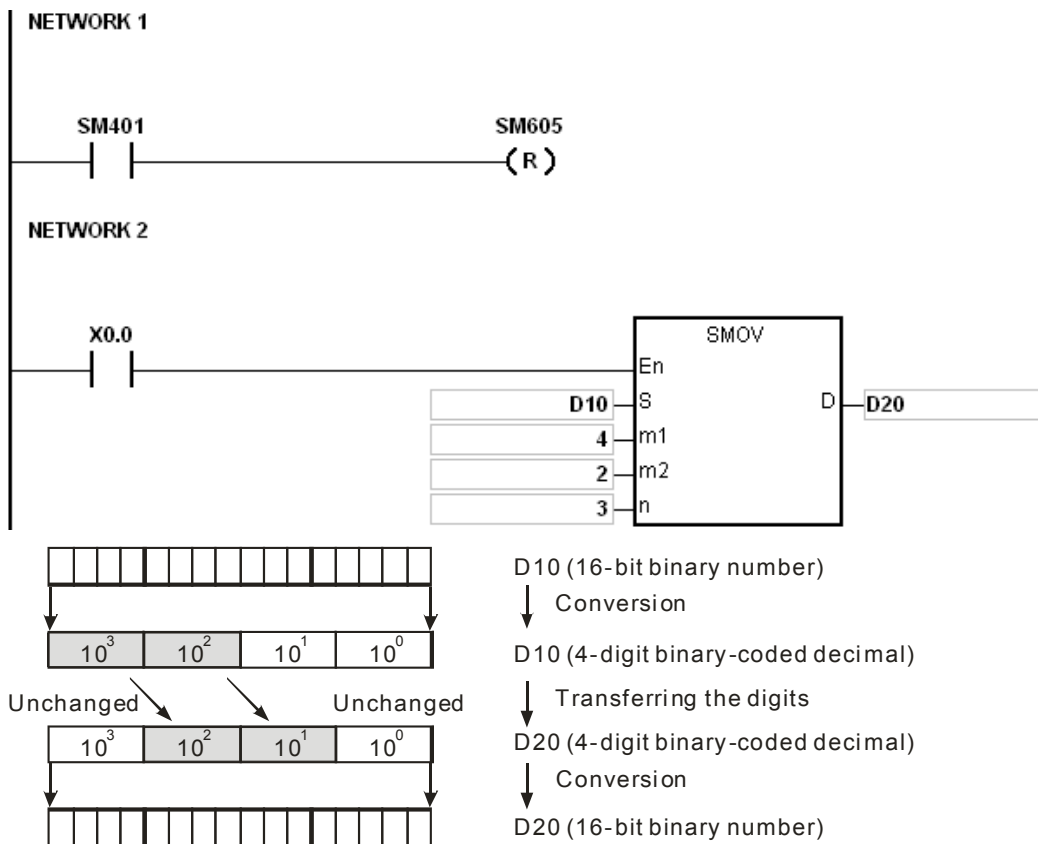 NETWORK 1
SM401 SM605
( R )
NETWORK 2
X0.0 SMOV
En
D10 S D D20
4 m1
2 m2
3 n
D10 (16-bit binary number)
Conversion
10³ 10² 10¹ 10⁰ D10 (4-digit binary-coded decimal)
Unchanged Unchanged Transferring the digits
10³ 10² 10¹ 10⁰ D20 (4-digit binary-coded decimal)
Conversion
D20 (16-bit binary number)